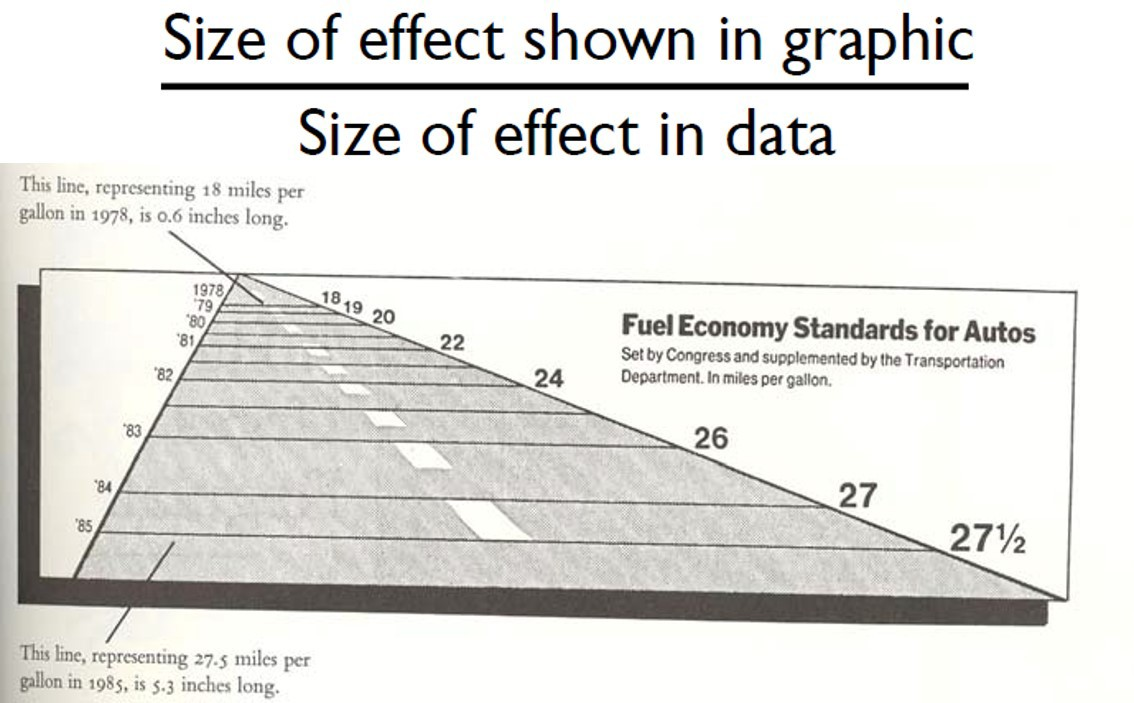 Size of effect shown in graphic
Size of effect in data
This line, representing 18 miles per
gallon in 1978, is 0.6 inches long.
1978
'79
'80
'81
'82
'83
'84
'85
18
19
20
22
24
26
27
27½
Fuel Economy Standards for Autos
Set by Congress and supplemented by the Transportation
Department. In miles per gallon.
This line, representing 27.5 miles per
gallon in 1985, is 5.3 inches long.